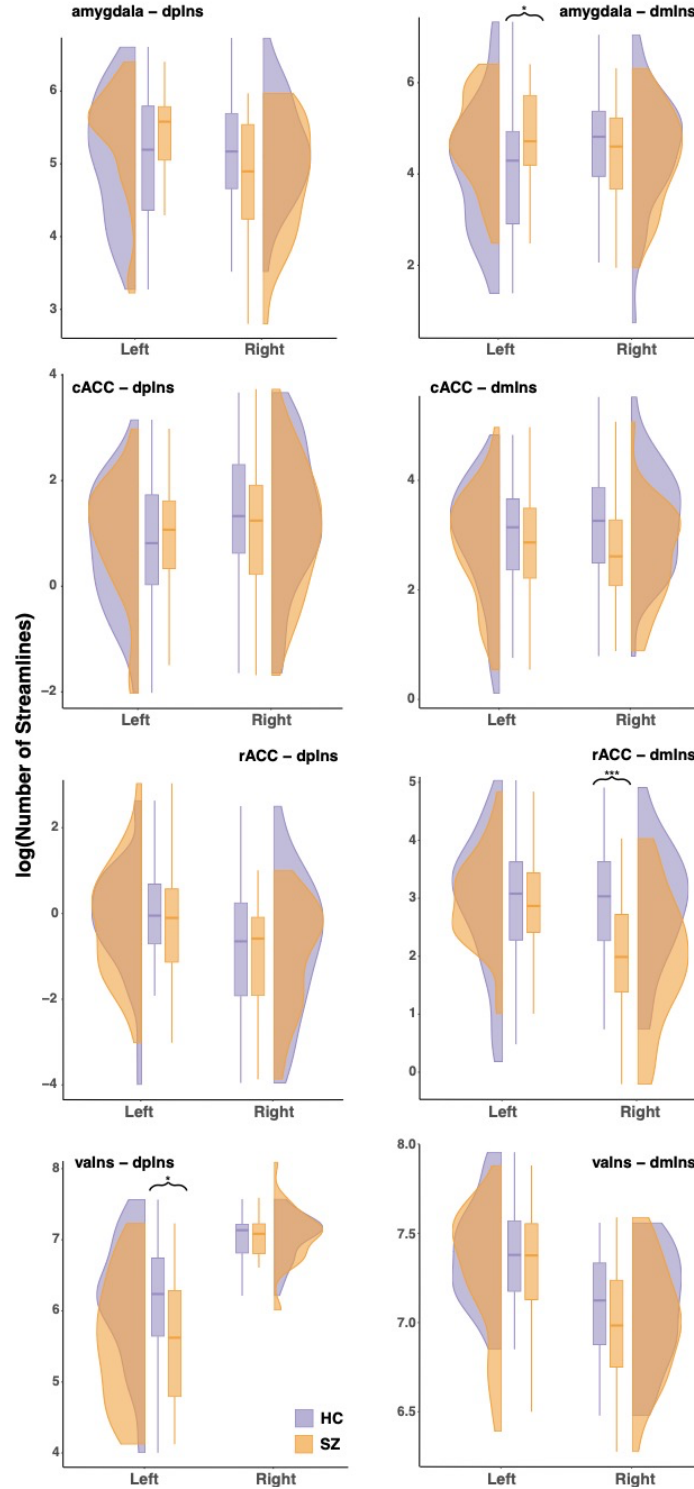 amygdala – dpIns
amygdala – dmIns
*
6
5
4
3
6
4
2
Left
Right
Left
Right
cACC – dpIns
cACC – dmIns
4
2
0
−2
4
2
0
Left
Right
Left
Right
log(Number of Streamlines)
rACC – dpIns
rACC – dmIns
***
2
0
−2
−4
5
4
3
2
1
0
Left
Right
Left
Right
vaIns – dpIns
vaIns – dmIns
*
8
7
6
5
4
8.0
7.5
7.0
6.5
HC
SZ
Left
Right
Left
Right